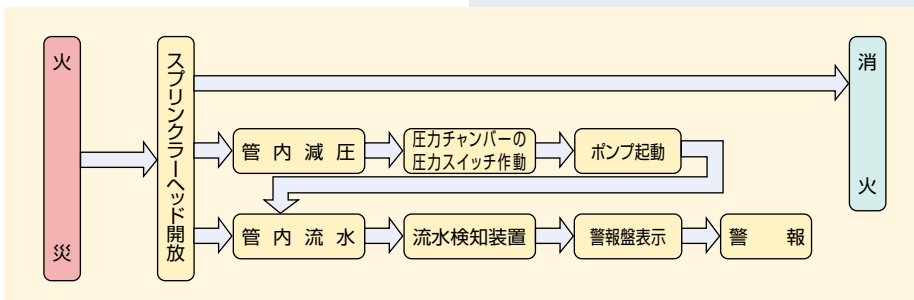 火災
スプリンクラーヘッド開放
消火
管内減圧
圧力チャンバーの
圧力スイッチ作動
ポンプ起動
管内流水
流水検知装置
警報盤表示
警報